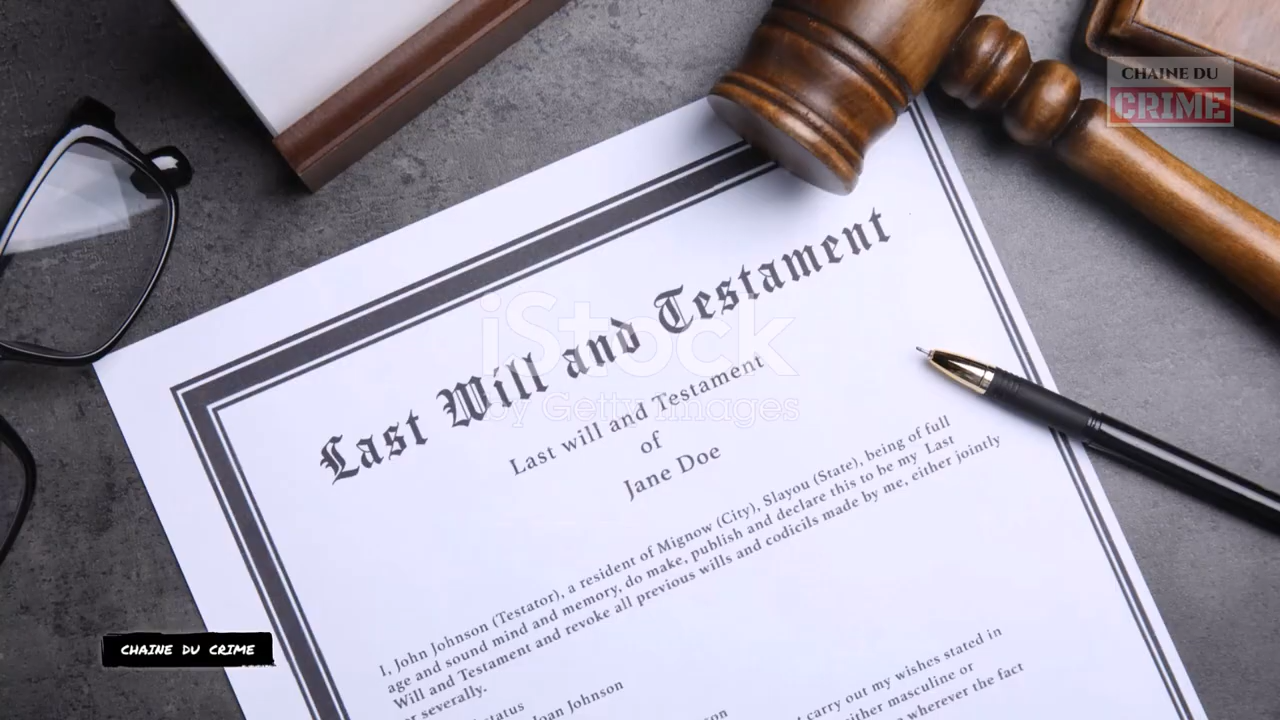 CHAINE DU
CRIME
Last Will and Testament
iStock
by Getty Images
Last will and Testament
of
Jane Doe
I, John Johnson (Testator), a resident of Mignow (City), Slayou (State), being of full
age and sound mind and memory, do make, publish and declare this to be my Last
Will and Testament and revoke all previous wills and codicils made by me, either jointly
or severally.
status
Joan Johnson
carry out my wishes stated in
either masculine or
wherever the fact
CHAINE DU CRIME